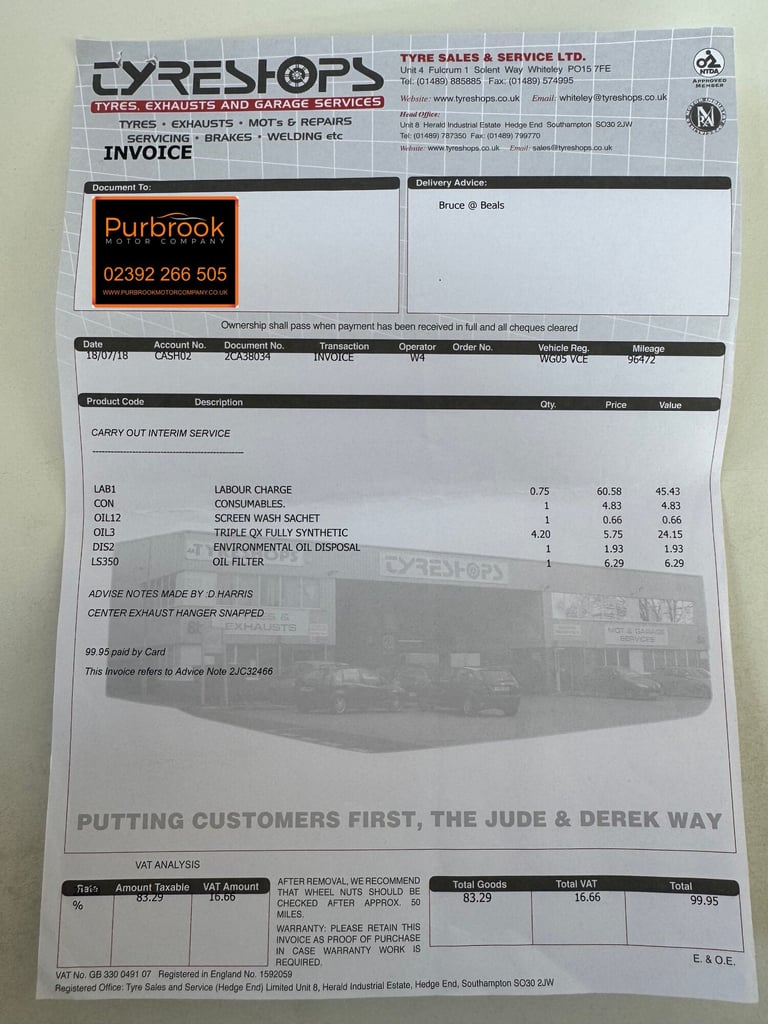 TYRESHOPS
TYRES, EXHAUSTS AND GARAGE SERVICES
TYRES • EXHAUSTS • MOT's & REPAIRS
SERVICING • BRAKES • WELDING etc
INVOICE
TYRE SALES & SERVICE LTD.
Unit 4 Fulcrum 1 Solent Way Whiteley PO15 7FE
Tel: (01489) 885885 Fax: (01489) 574995
Website: www.tyreshops.co.uk Email: whiteley@tyreshops.co.uk
Head Office:
Unit 8 Herald Industrial Estate Hedge End Southampton SO30 2JW
Tel: (01489) 787350 Fax: (01489) 799770
Website: www.tyreshops.co.uk Email: sales@tyreshops.co.uk
NTDA
APPROVED
MEMBER
Document To:
Purbrook
MOTOR COMPANY
02392 266 505
WWW.PURBROOKMOTORCOMPANY.CO.UK
Delivery Advice:
Bruce @ Beals
Ownership shall pass when payment has been received in full and all cheques cleared
Date Account No. Document No. Transaction Operator Order No. Vehicle Reg. Mileage
18/07/18 CASH02 2CA38034 INVOICE W4 WG05 VCE 96472
Product Code Description Qty. Price Value
CARRY OUT INTERIM SERVICE
LAB1 LABOUR CHARGE 0.75 60.58 45.43
CON CONSUMABLES. 1 4.83 4.83
OIL12 SCREEN WASH SACHET 1 0.66 0.66
OIL3 TRIPLE QX FULLY SYNTHETIC 4.20 5.75 24.15
DIS2 ENVIRONMENTAL OIL DISPOSAL 1 1.93 1.93
LS350 OIL FILTER 1 6.29 6.29
TYRESHOPS
ADVISE NOTES MADE BY :D HARRIS
CENTER EXHAUST HANGER SNAPPED
EXHAUSTS
MOT & GARAGE
SERVICES
99.95 paid by Card
This Invoice refers to Advice Note 2JC32466
PUTTING CUSTOMERS FIRST, THE JUDE & DEREK WAY
VAT ANALYSIS
Rate Amount Taxable VAT Amount
% 83.29 16.66
AFTER REMOVAL, WE RECOMMEND
THAT WHEEL NUTS SHOULD BE
CHECKED AFTER APPROX. 50
MILES.
WARRANTY: PLEASE RETAIN THIS
INVOICE AS PROOF OF PURCHASE
IN CASE WARRANTY WORK IS
REQUIRED.
Total Goods Total VAT Total
83.29 16.66 99.95
E. & O.E.
VAT No. GB 330 0491 07 Registered in England No. 1592059
Registered Office: Tyre Sales and Service (Hedge End) Limited Unit 8, Herald Industrial Estate, Hedge End, Southampton SO30 2JW